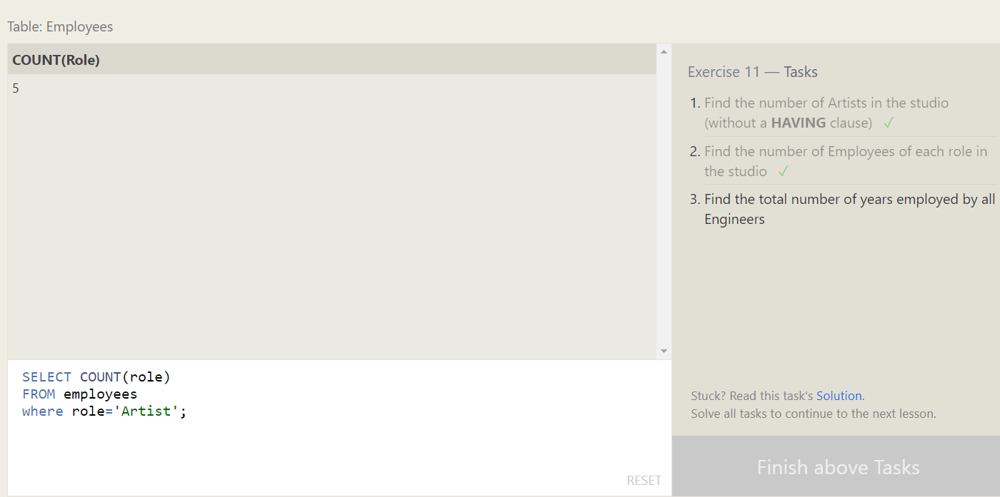 Table: Employees
COUNT(Role)
5
SELECT COUNT(role)
FROM employees
where role='Artist';
RESET
Exercise 11 — Tasks
1. Find the number of Artists in the studio
(without a HAVING clause) ✓
2. Find the number of Employees of each role in
the studio ✓
3. Find the total number of years employed by all
Engineers
Stuck? Read this task's Solution.
Solve all tasks to continue to the next lesson.
Finish above Tasks